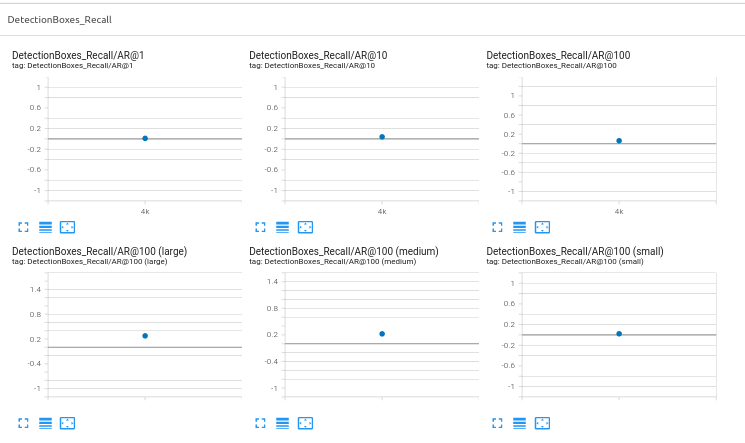 DetectionBoxes_Recall
DetectionBoxes_Recall/AR@1
tag: DetectionBoxes_Recall/AR@1
1
0.6
0.2
-0.2
-0.6
-1
4k
DetectionBoxes_Recall/AR@10
tag: DetectionBoxes_Recall/AR@10
1
0.6
0.2
-0.2
-0.6
-1
4k
DetectionBoxes_Recall/AR@100
tag: DetectionBoxes_Recall/AR@100
1
0.6
0.2
-0.2
-0.6
-1
4k
DetectionBoxes_Recall/AR@100 (large)
tag: DetectionBoxes_Recall/AR@100 (large)
1.4
0.8
0.2
-0.4
-1
DetectionBoxes_Recall/AR@100 (medium)
tag: DetectionBoxes_Recall/AR@100 (medium)
1.4
0.8
0.2
-0.4
-1
DetectionBoxes_Recall/AR@100 (small)
tag: DetectionBoxes_Recall/AR@100 (small)
1
0.6
0.2
-0.2
-0.6
-1